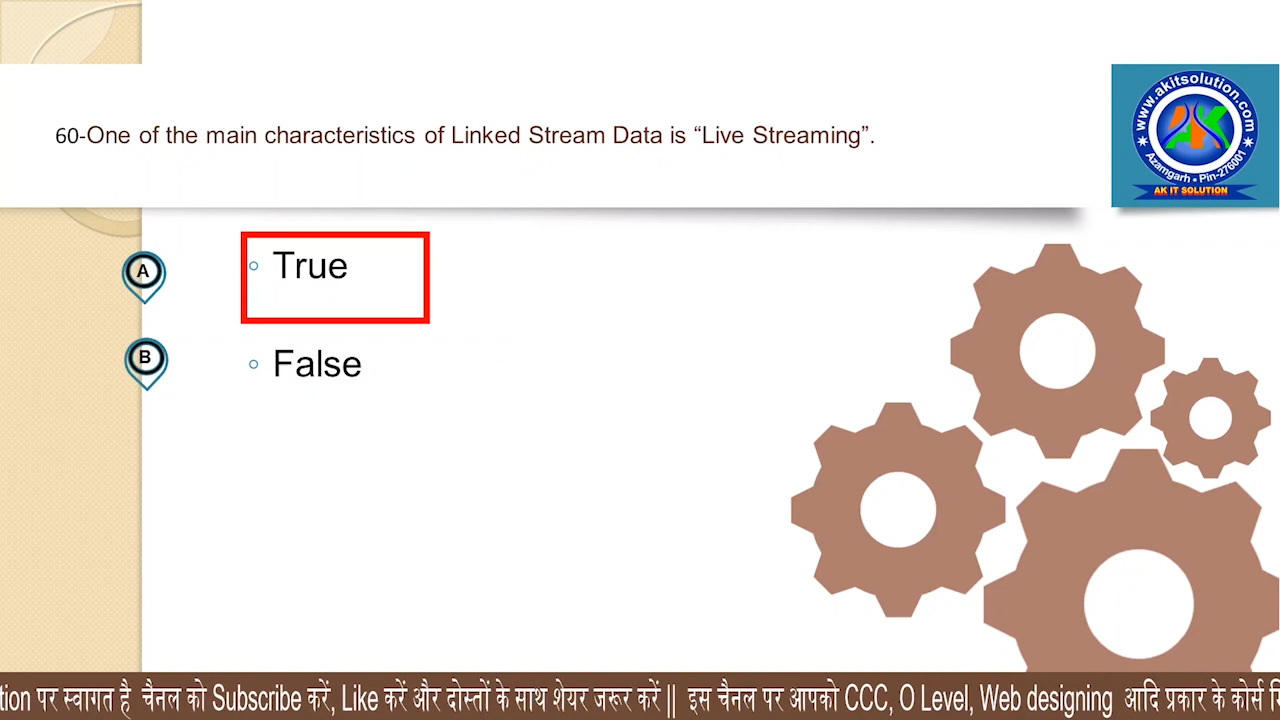 60-One of the main characteristics of Linked Stream Data is “Live Streaming”.
www.akitsolution.com
AK
Azamgarh • Pin-276001
AK IT SOLUTION
A
True
B
False
tion पर स्वागत है चैनल को Subscribe करें, Like करें और दोस्तों के साथ शेयर जरूर करें || इस चैनल पर आपको CCC, O Level, Web designing आदि प्रकार के कोर्स